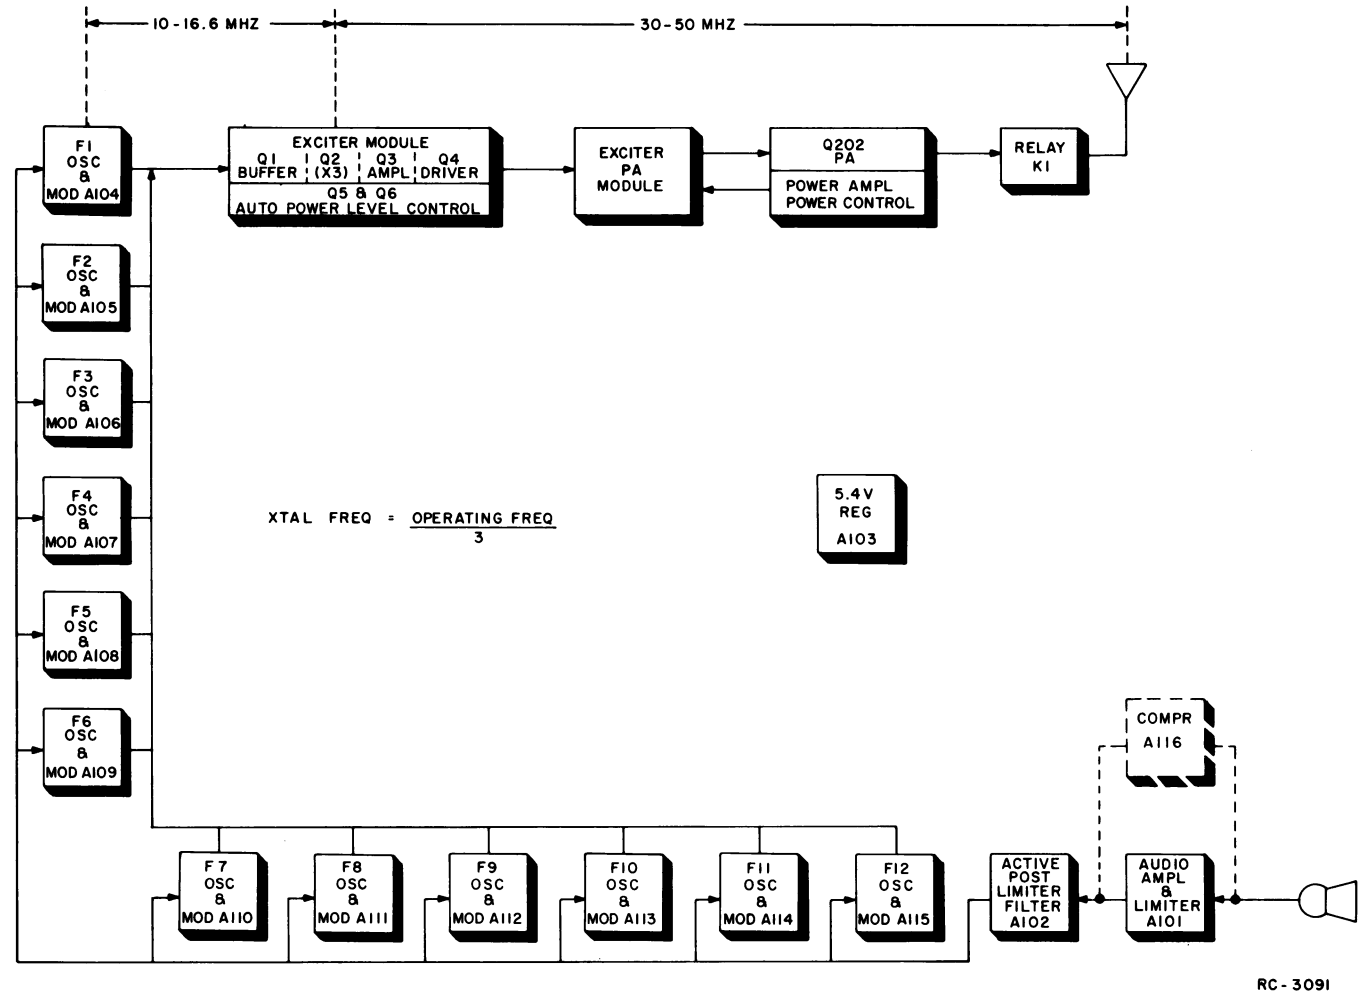 10-16.6 MHZ
30-50 MHZ
F1
OSC
&
MOD A104
EXCITER MODULE
Q1 BUFFER
Q2 (X3)
Q3 AMPL
Q4 DRIVER
Q5 & Q6
AUTO POWER LEVEL CONTROL
EXCITER
PA
MODULE
Q202
PA
POWER AMPL
POWER CONTROL
RELAY
K1
F2
OSC
&
MOD A105
F3
OSC
&
MOD A106
F4
OSC
&
MOD A107
XTAL FREQ = OPERATING FREQ
3
5.4V
REG
A103
F5
OSC
&
MOD A108
F6
OSC
&
MOD A109
COMPR
A116
F7
OSC
&
MOD A110
F8
OSC
&
MOD A111
F9
OSC
&
MOD A112
F10
OSC
&
MOD A113
F11
OSC
&
MOD A114
F12
OSC
&
MOD A115
ACTIVE
POST
LIMITER
FILTER
A102
AUDIO
AMPL
&
LIMITER
A101
RC-3091